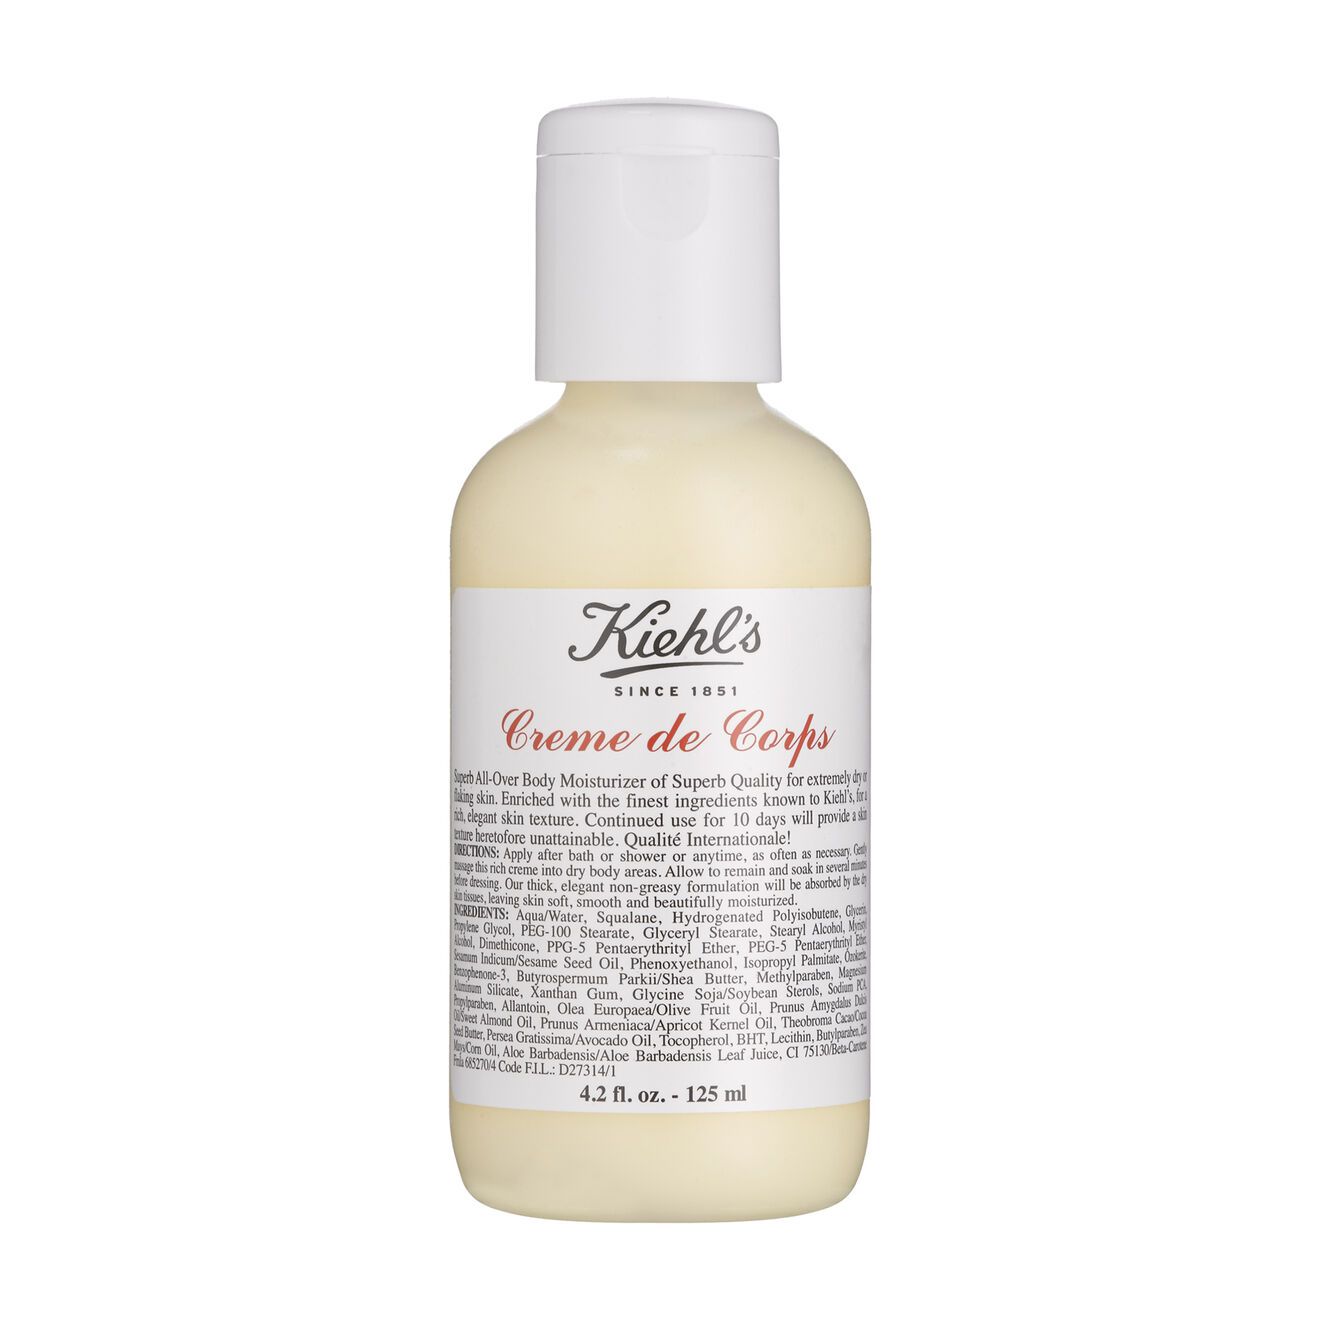 Kiehl's
SINCE 1851
Creme de Corps
Superb All-Over Body Moisturizer of Superb Quality for extremely dry or
flaking skin. Enriched with the finest ingredients known to Kiehl's, for a
rich, elegant skin texture. Continued use for 10 days will provide a skin
texture heretofore unattainable. Qualité Internationale!
DIRECTIONS: Apply after bath or shower or anytime, as often as necessary. Gently
massage this rich creme into dry body areas. Allow to remain and soak in several minutes
before dressing. Our thick, elegant non-greasy formulation will be absorbed by the dry
skin tissues, leaving skin soft, smooth and beautifully moisturized.
INGREDIENTS: Aqua/Water, Squalane, Hydrogenated Polyisobutene, Glycerin,
Propylene Glycol, PEG-100 Stearate, Glyceryl Stearate, Stearyl Alcohol, Myristyl
Alcohol, Dimethicone, PPG-5 Pentaerythrityl Ether, PEG-5 Pentaerythrityl Ether,
Sesamum Indicum/Sesame Seed Oil, Phenoxyethanol, Isopropyl Palmitate, Ozokerite,
Benzophenone-3, Butyrospermum Parkii/Shea Butter, Methylparaben, Magnesium
Aluminum Silicate, Xanthan Gum, Glycine Soja/Soybean Sterols, Sodium PCA,
Propylparaben, Allantoin, Olea Europaea/Olive Fruit Oil, Prunus Amygdalus Dulcis
Oil/Sweet Almond Oil, Prunus Armeniaca/Apricot Kernel Oil, Theobroma Cacao/Cocoa
Seed Butter, Persea Gratissima/Avocado Oil, Tocopherol, BHT, Lecithin, Butylparaben, Zea
Mays/Corn Oil, Aloe Barbadensis/Aloe Barbadensis Leaf Juice, CI 75130/Beta-Carotene
Fmla 685270/4 Code F.I.L.: D27314/1
4.2 fl. oz. - 125 ml